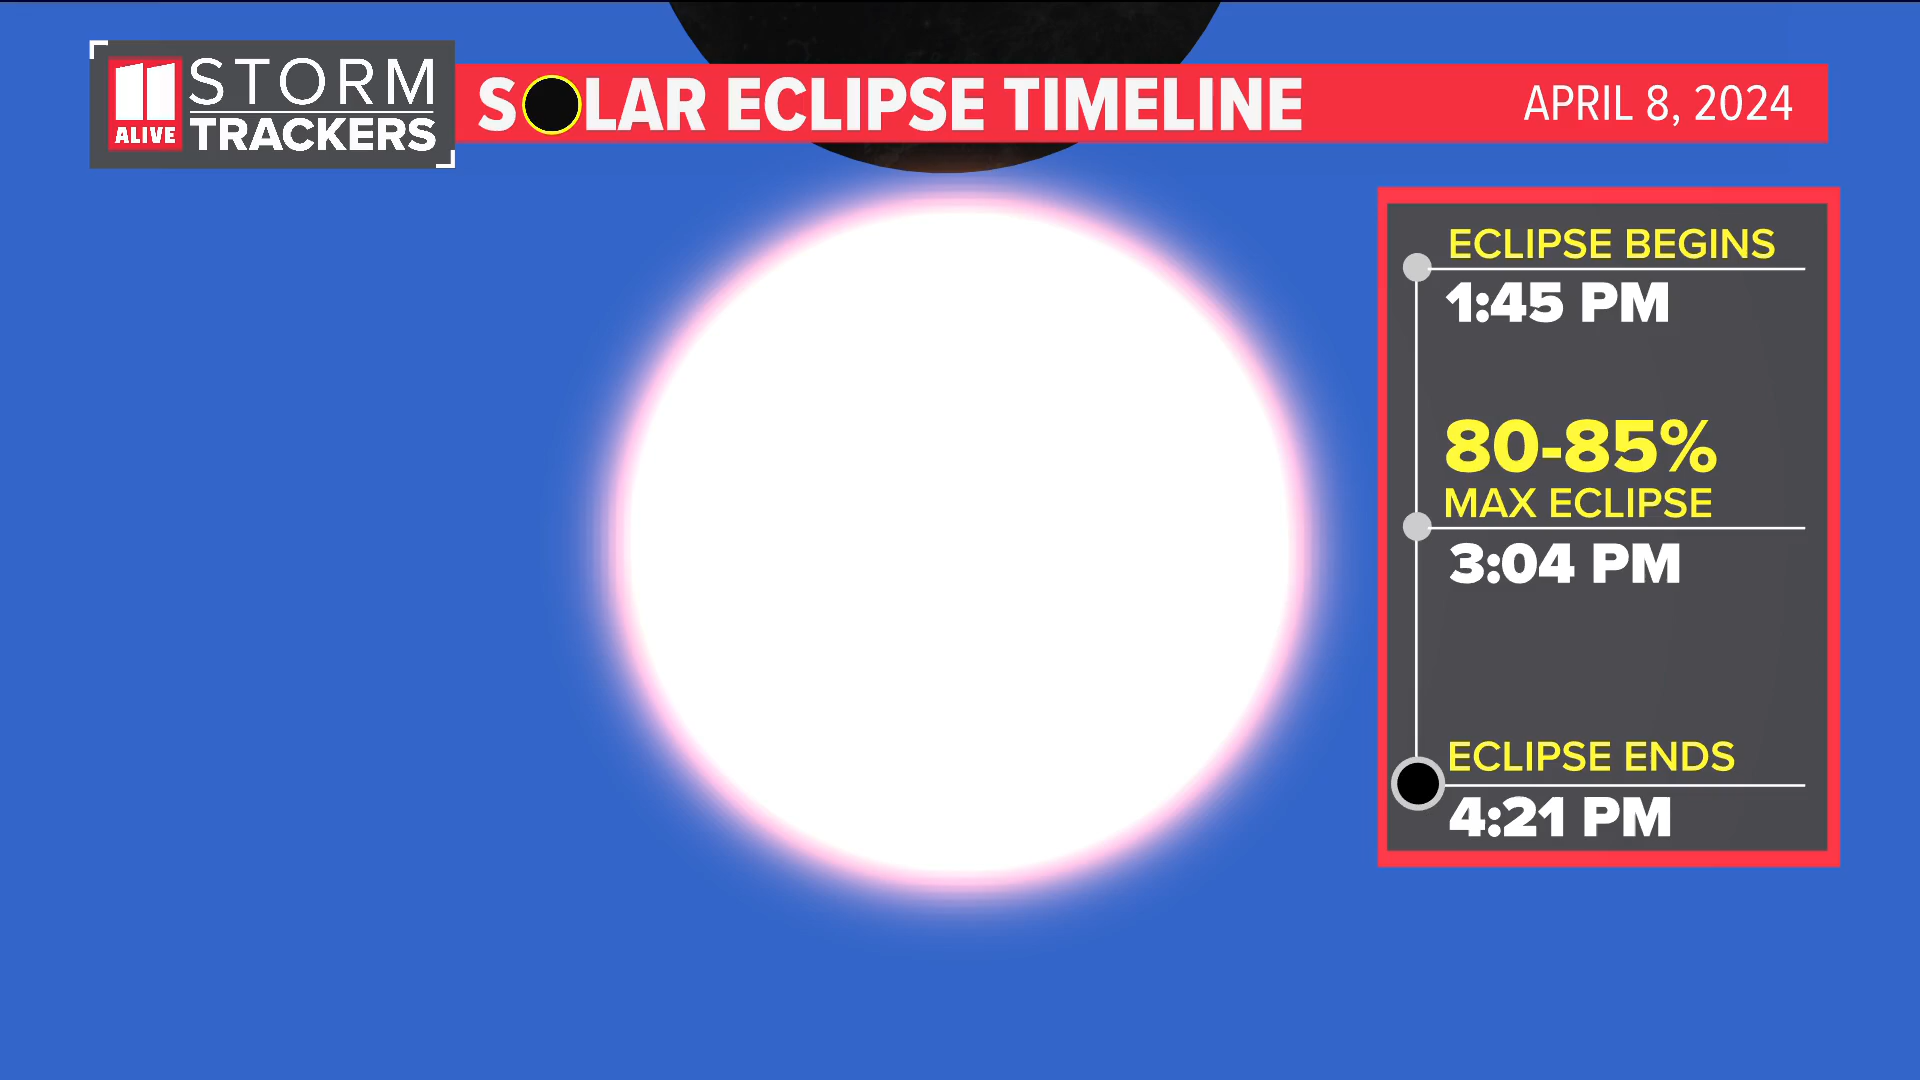 11 ALIVE
STORM
TRACKERS
SOLAR ECLIPSE TIMELINE
APRIL 8, 2024
ECLIPSE BEGINS
1:45 PM
80-85%
MAX ECLIPSE
3:04 PM
ECLIPSE ENDS
4:21 PM